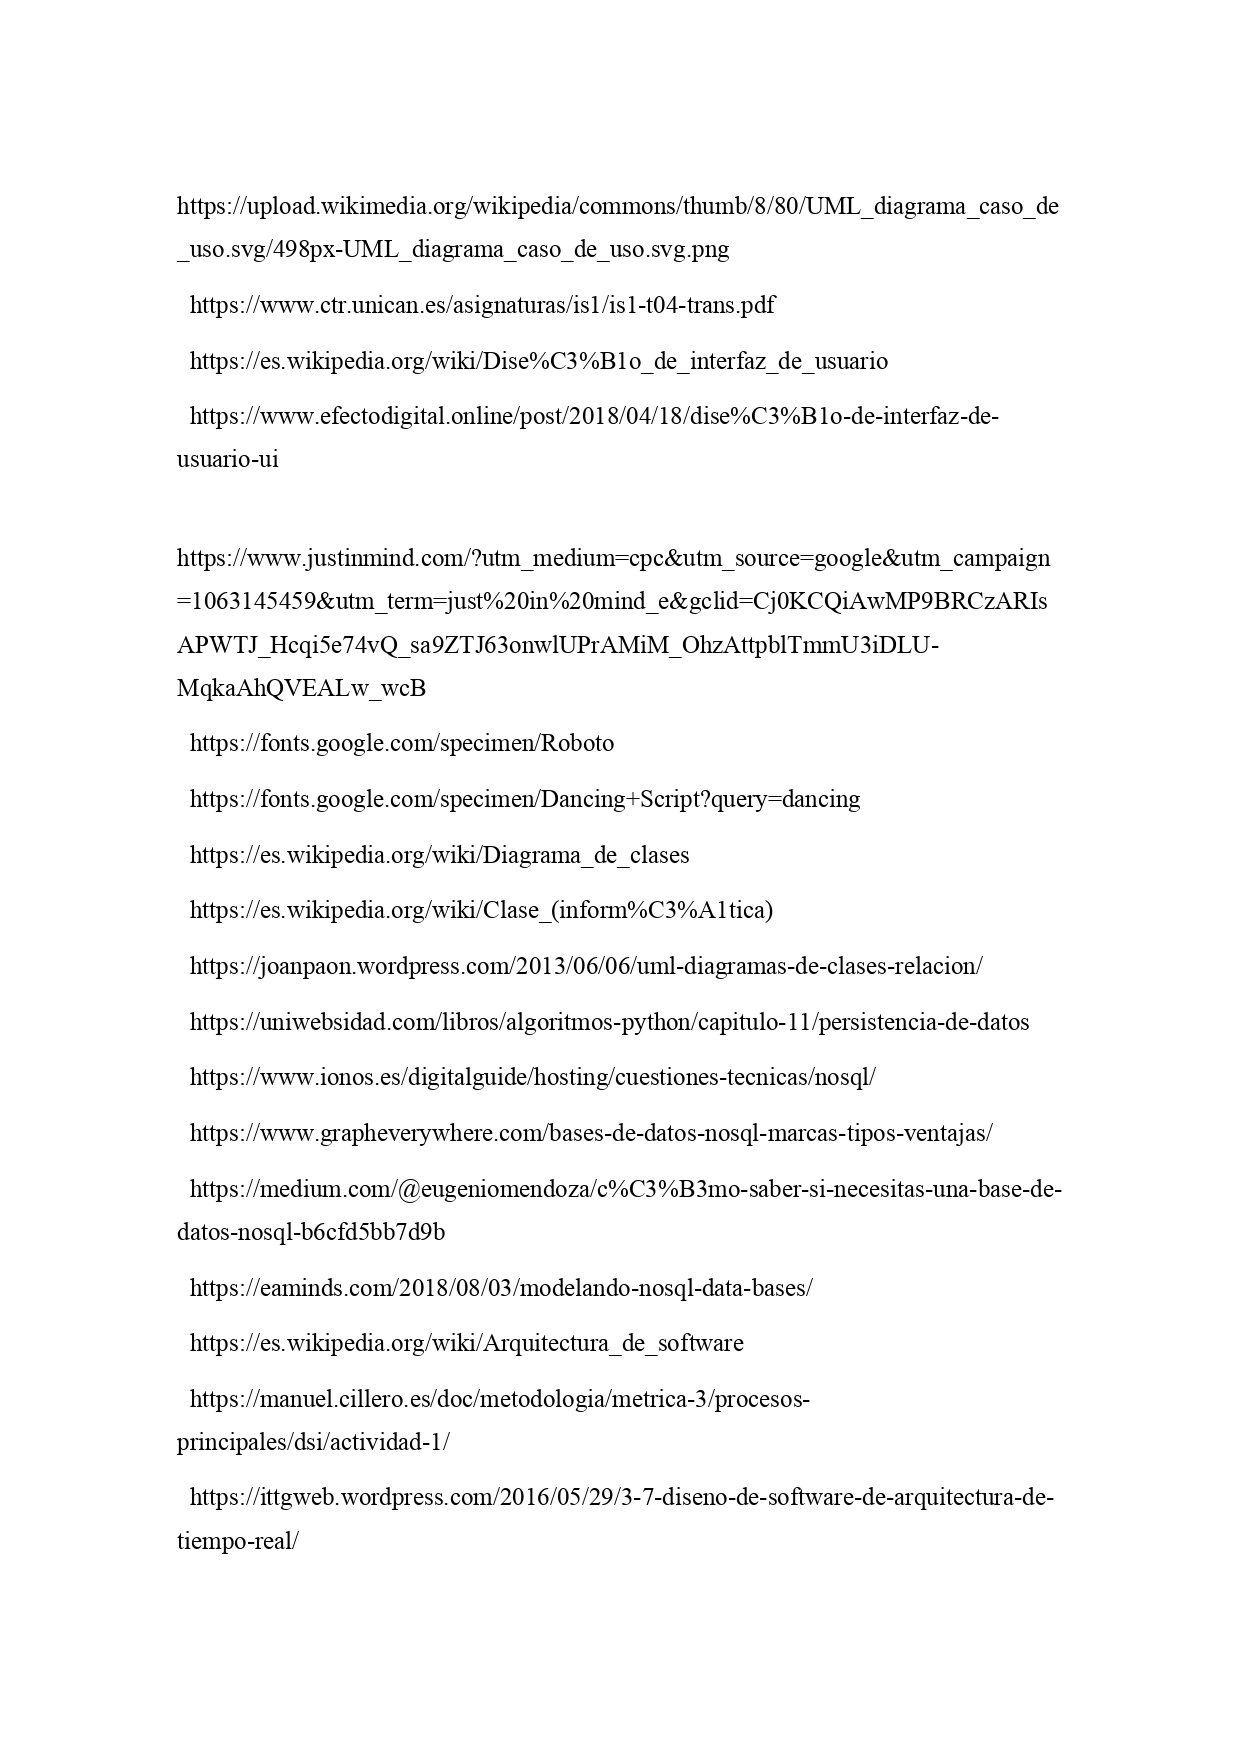 https://upload.wikimedia.org/wikipedia/commons/thumb/8/80/UML_diagrama_caso_de
_uso.svg/498px-UML_diagrama_caso_de_uso.svg.png
https://www.ctr.unican.es/asignaturas/is1/is1-t04-trans.pdf
https://es.wikipedia.org/wiki/Dise%C3%B1o_de_interfaz_de_usuario
https://www.efectodigital.online/post/2018/04/18/dise%C3%B1o-de-interfaz-de-
usuario-ui
https://www.justinmind.com/?utm_medium=cpc&utm_source=google&utm_campaign
=1063145459&utm_term=just%20in%20mind_e&gclid=Cj0KCQiAwMP9BRCzARIs
APWTJ_Hcqi5e74vQ_sa9ZTJ63onwlUPrAMiM_OhzAttpblTmmU3iDLU-
MqkaAhQVEALw_wcB
https://fonts.google.com/specimen/Roboto
https://fonts.google.com/specimen/Dancing+Script?query=dancing
https://es.wikipedia.org/wiki/Diagrama_de_clases
https://es.wikipedia.org/wiki/Clase_(inform%C3%A1tica)
https://joanpaon.wordpress.com/2013/06/06/uml-diagramas-de-clases-relacion/
https://uniwebsidad.com/libros/algoritmos-python/capitulo-11/persistencia-de-datos
https://www.ionos.es/digitalguide/hosting/cuestiones-tecnicas/nosql/
https://www.grapheverywhere.com/bases-de-datos-nosql-marcas-tipos-ventajas/
https://medium.com/@eugeniomendoza/c%C3%B3mo-saber-si-necesitas-una-base-de-
datos-nosql-b6cfd5bb7d9b
https://eaminds.com/2018/08/03/modelando-nosql-data-bases/
https://es.wikipedia.org/wiki/Arquitectura_de_software
https://manuel.cillero.es/doc/metodologia/metrica-3/procesos-
principales/dsi/actividad-1/
https://ittgweb.wordpress.com/2016/05/29/3-7-diseno-de-software-de-arquitectura-de-
tiempo-real/